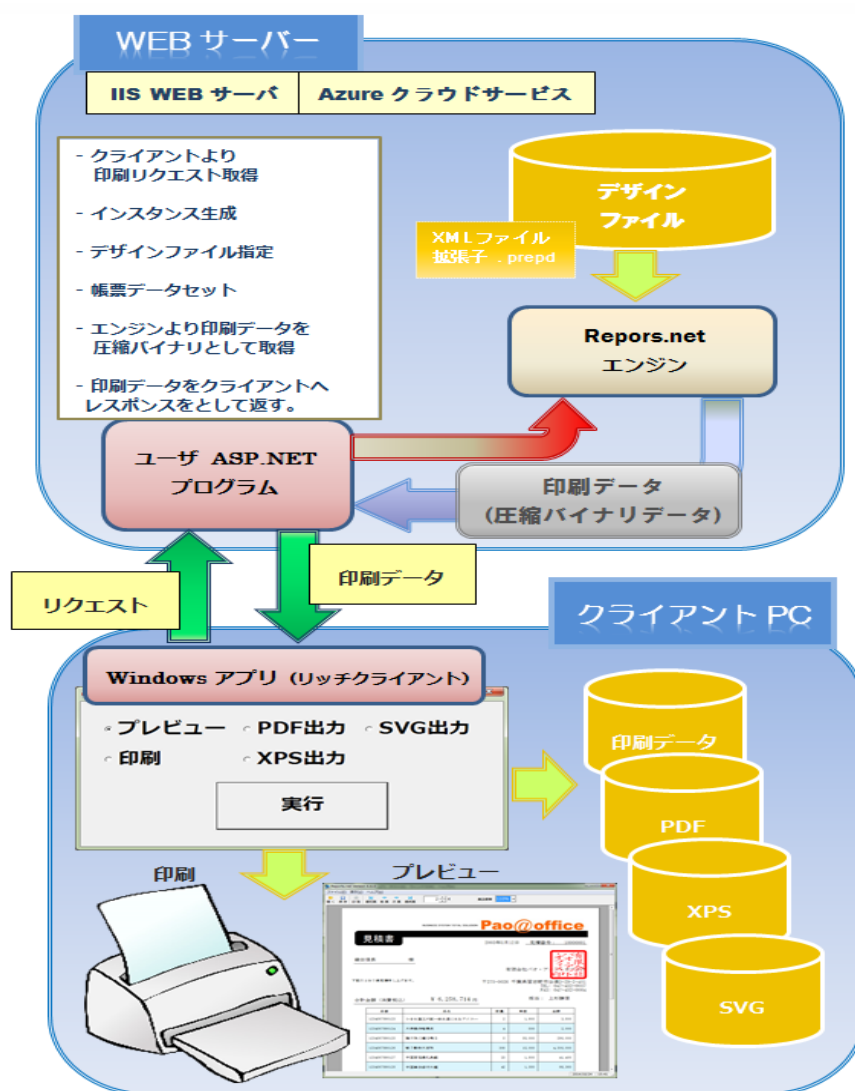 WEB サーバー
IIS WEB サーバ
Azure クラウドサービス
- クライアントより
印刷リクエスト取得
- インスタンス生成
- デザインファイル指定
- 帳票データセット
- エンジンより印刷データを
圧縮バイナリとして取得
- 印刷データをクライアントへ
レスポンスをとして返す。
デザイン
ファイル
XMLファイル
拡張子 . prepd
Repors.net
エンジン
ユーザ ASP.NET
プログラム
印刷データ
(圧縮バイナリデータ)
リクエスト
印刷データ
クライアント PC
Windows アプリ (リッチクライアント)
プレビュー
PDF出力
SVG出力
印刷
XPS出力
実行
印刷データ
PDF
XPS
SVG
印刷
プレビュー
Pao@office
見積書